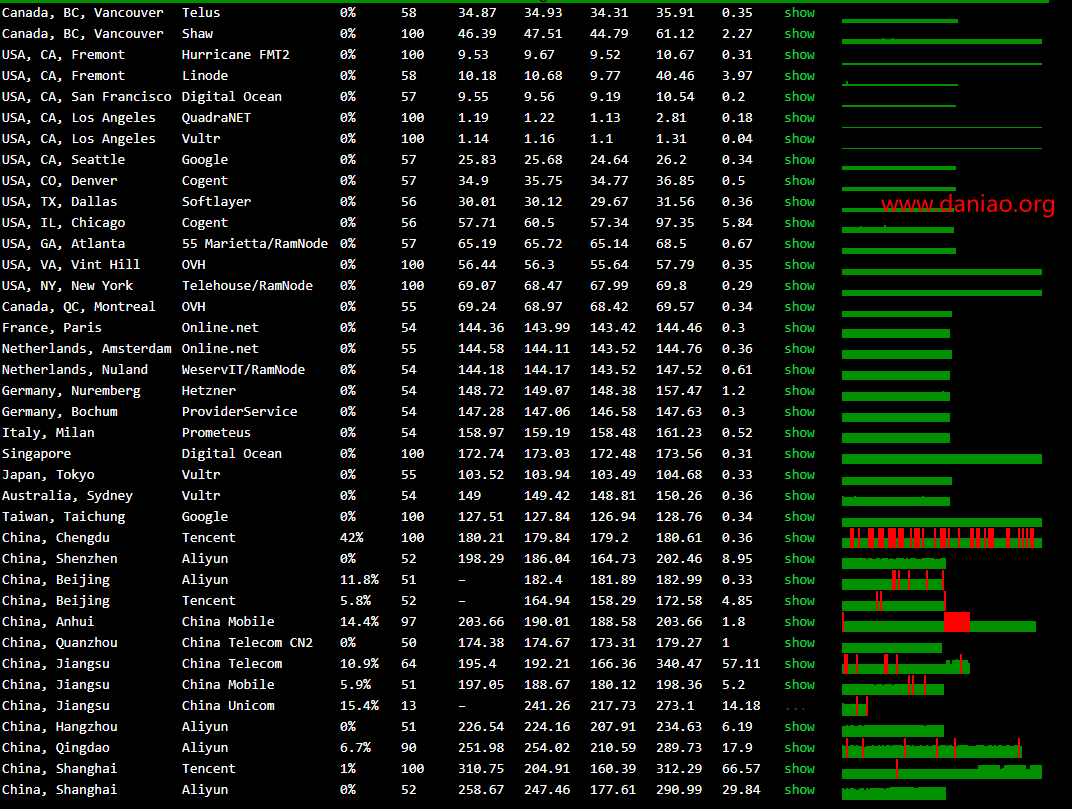 Canada, BC, Vancouver Telus 0% 58 34.87 34.93 34.31 35.91 0.35 show
Canada, BC, Vancouver Shaw 0% 100 46.39 47.51 44.79 61.12 2.27 show
USA, CA, Fremont Hurricane FMT2 0% 100 9.53 9.67 9.52 10.67 0.31 show
USA, CA, Fremont Linode 0% 58 10.18 10.68 9.77 40.46 3.97 show
USA, CA, San Francisco Digital Ocean 0% 57 9.55 9.56 9.19 10.54 0.2 show
USA, CA, Los Angeles QuadraNET 0% 100 1.19 1.22 1.13 2.81 0.18 show
USA, CA, Los Angeles Vultr 0% 100 1.14 1.16 1.1 1.31 0.04 show
USA, CA, Seattle Google 0% 57 25.83 25.68 24.64 26.2 0.34 show
USA, CO, Denver Cogent 0% 57 34.9 35.75 34.77 36.85 0.5 show
USA, TX, Dallas Softlayer 0% 56 30.01 30.12 29.67 31.56 0.36 show
www.daniao.org
USA, IL, Chicago Cogent 0% 56 57.71 60.5 57.34 97.35 5.84 show
USA, GA, Atlanta 55 Marietta/RamNode 0% 57 65.19 65.72 65.14 68.5 0.67 show
USA, VA, Vint Hill OVH 0% 100 56.44 56.3 55.64 57.79 0.35 show
USA, NY, New York Telehouse/RamNode 0% 100 69.07 68.47 67.99 69.8 0.29 show
Canada, QC, Montreal OVH 0% 55 69.24 68.97 68.42 69.57 0.34 show
France, Paris Online.net 0% 54 144.36 143.99 143.42 144.46 0.3 show
Netherlands, Amsterdam Online.net 0% 55 144.58 144.11 143.52 144.76 0.36 show
Netherlands, Nuland WeservIT/RamNode 0% 54 144.18 144.17 143.52 147.52 0.61 show
Germany, Nuremberg Hetzner 0% 54 148.72 149.07 148.38 157.47 1.2 show
Germany, Bochum ProviderService 0% 54 147.28 147.06 146.58 147.63 0.3 show
Italy, Milan Prometeus 0% 54 158.97 159.19 158.48 161.23 0.52 show
Singapore Digital Ocean 0% 100 172.74 173.03 172.48 173.56 0.31 show
Japan, Tokyo Vultr 0% 55 103.52 103.94 103.49 104.68 0.33 show
Australia, Sydney Vultr 0% 54 149 149.42 148.81 150.26 0.36 show
Taiwan, Taichung Google 0% 100 127.51 127.84 126.94 128.76 0.34 show
China, Chengdu Tencent 42% 100 180.21 179.84 179.2 180.61 0.36 show
China, Shenzhen Aliyun 0% 52 198.29 186.04 164.73 202.46 8.95 show
China, Beijing Aliyun 11.8% 51 – 182.4 181.89 182.99 0.33 show
China, Beijing Tencent 5.8% 52 – 164.94 158.29 172.58 4.85 show
China, Anhui China Mobile 14.4% 97 203.66 190.01 188.58 203.66 1.8 show
China, Quanzhou China Telecom CN2 0% 50 174.38 174.67 173.31 179.27 1 show
China, Jiangsu China Telecom 10.9% 64 195.4 192.21 166.36 340.47 57.11 show
China, Jiangsu China Mobile 5.9% 51 197.05 188.67 180.12 198.36 5.2 show
China, Jiangsu China Unicom 15.4% 13 – 241.26 217.73 273.1 14.18 ...
China, Hangzhou Aliyun 0% 51 226.54 224.16 207.91 234.63 6.19 show
China, Qingdao Aliyun 6.7% 90 251.98 254.02 210.59 289.73 17.9 show
China, Shanghai Tencent 1% 100 310.75 204.91 160.39 312.29 66.57 show
China, Shanghai Aliyun 0% 52 258.67 247.46 177.61 290.99 29.84 show